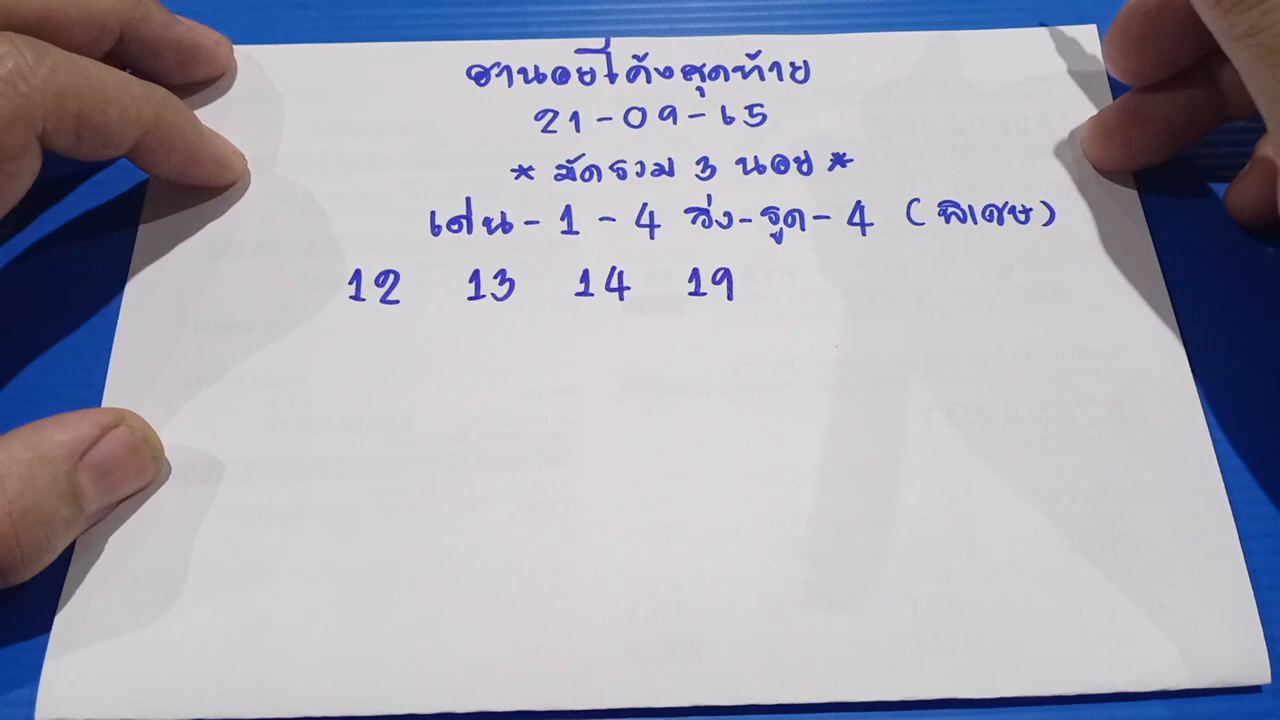 ฮานอยโค้งสุดท้าย
21-09-65
* มัดรวม 3 นอย *
เด่น-1-4 วิ่ง-รูด-4 (พิเศษ)
12 13 14 19